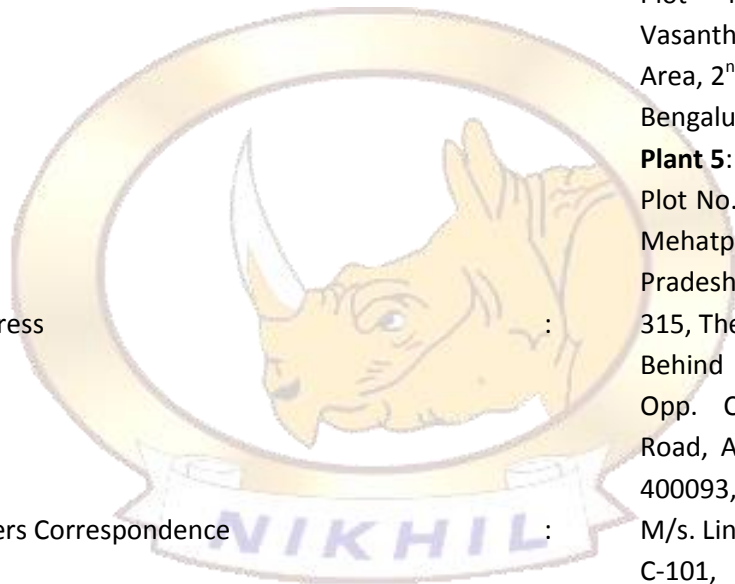 Plot
Vasanth
Area, 2nd
Bengalu
Plant 5:
Plot No.
Mehatp
Pradesh
ress : 315, The
Behind
Opp. C
Road, A
400093,
ers Correspondence : M/s. Lin
C-101,
NIKHIL